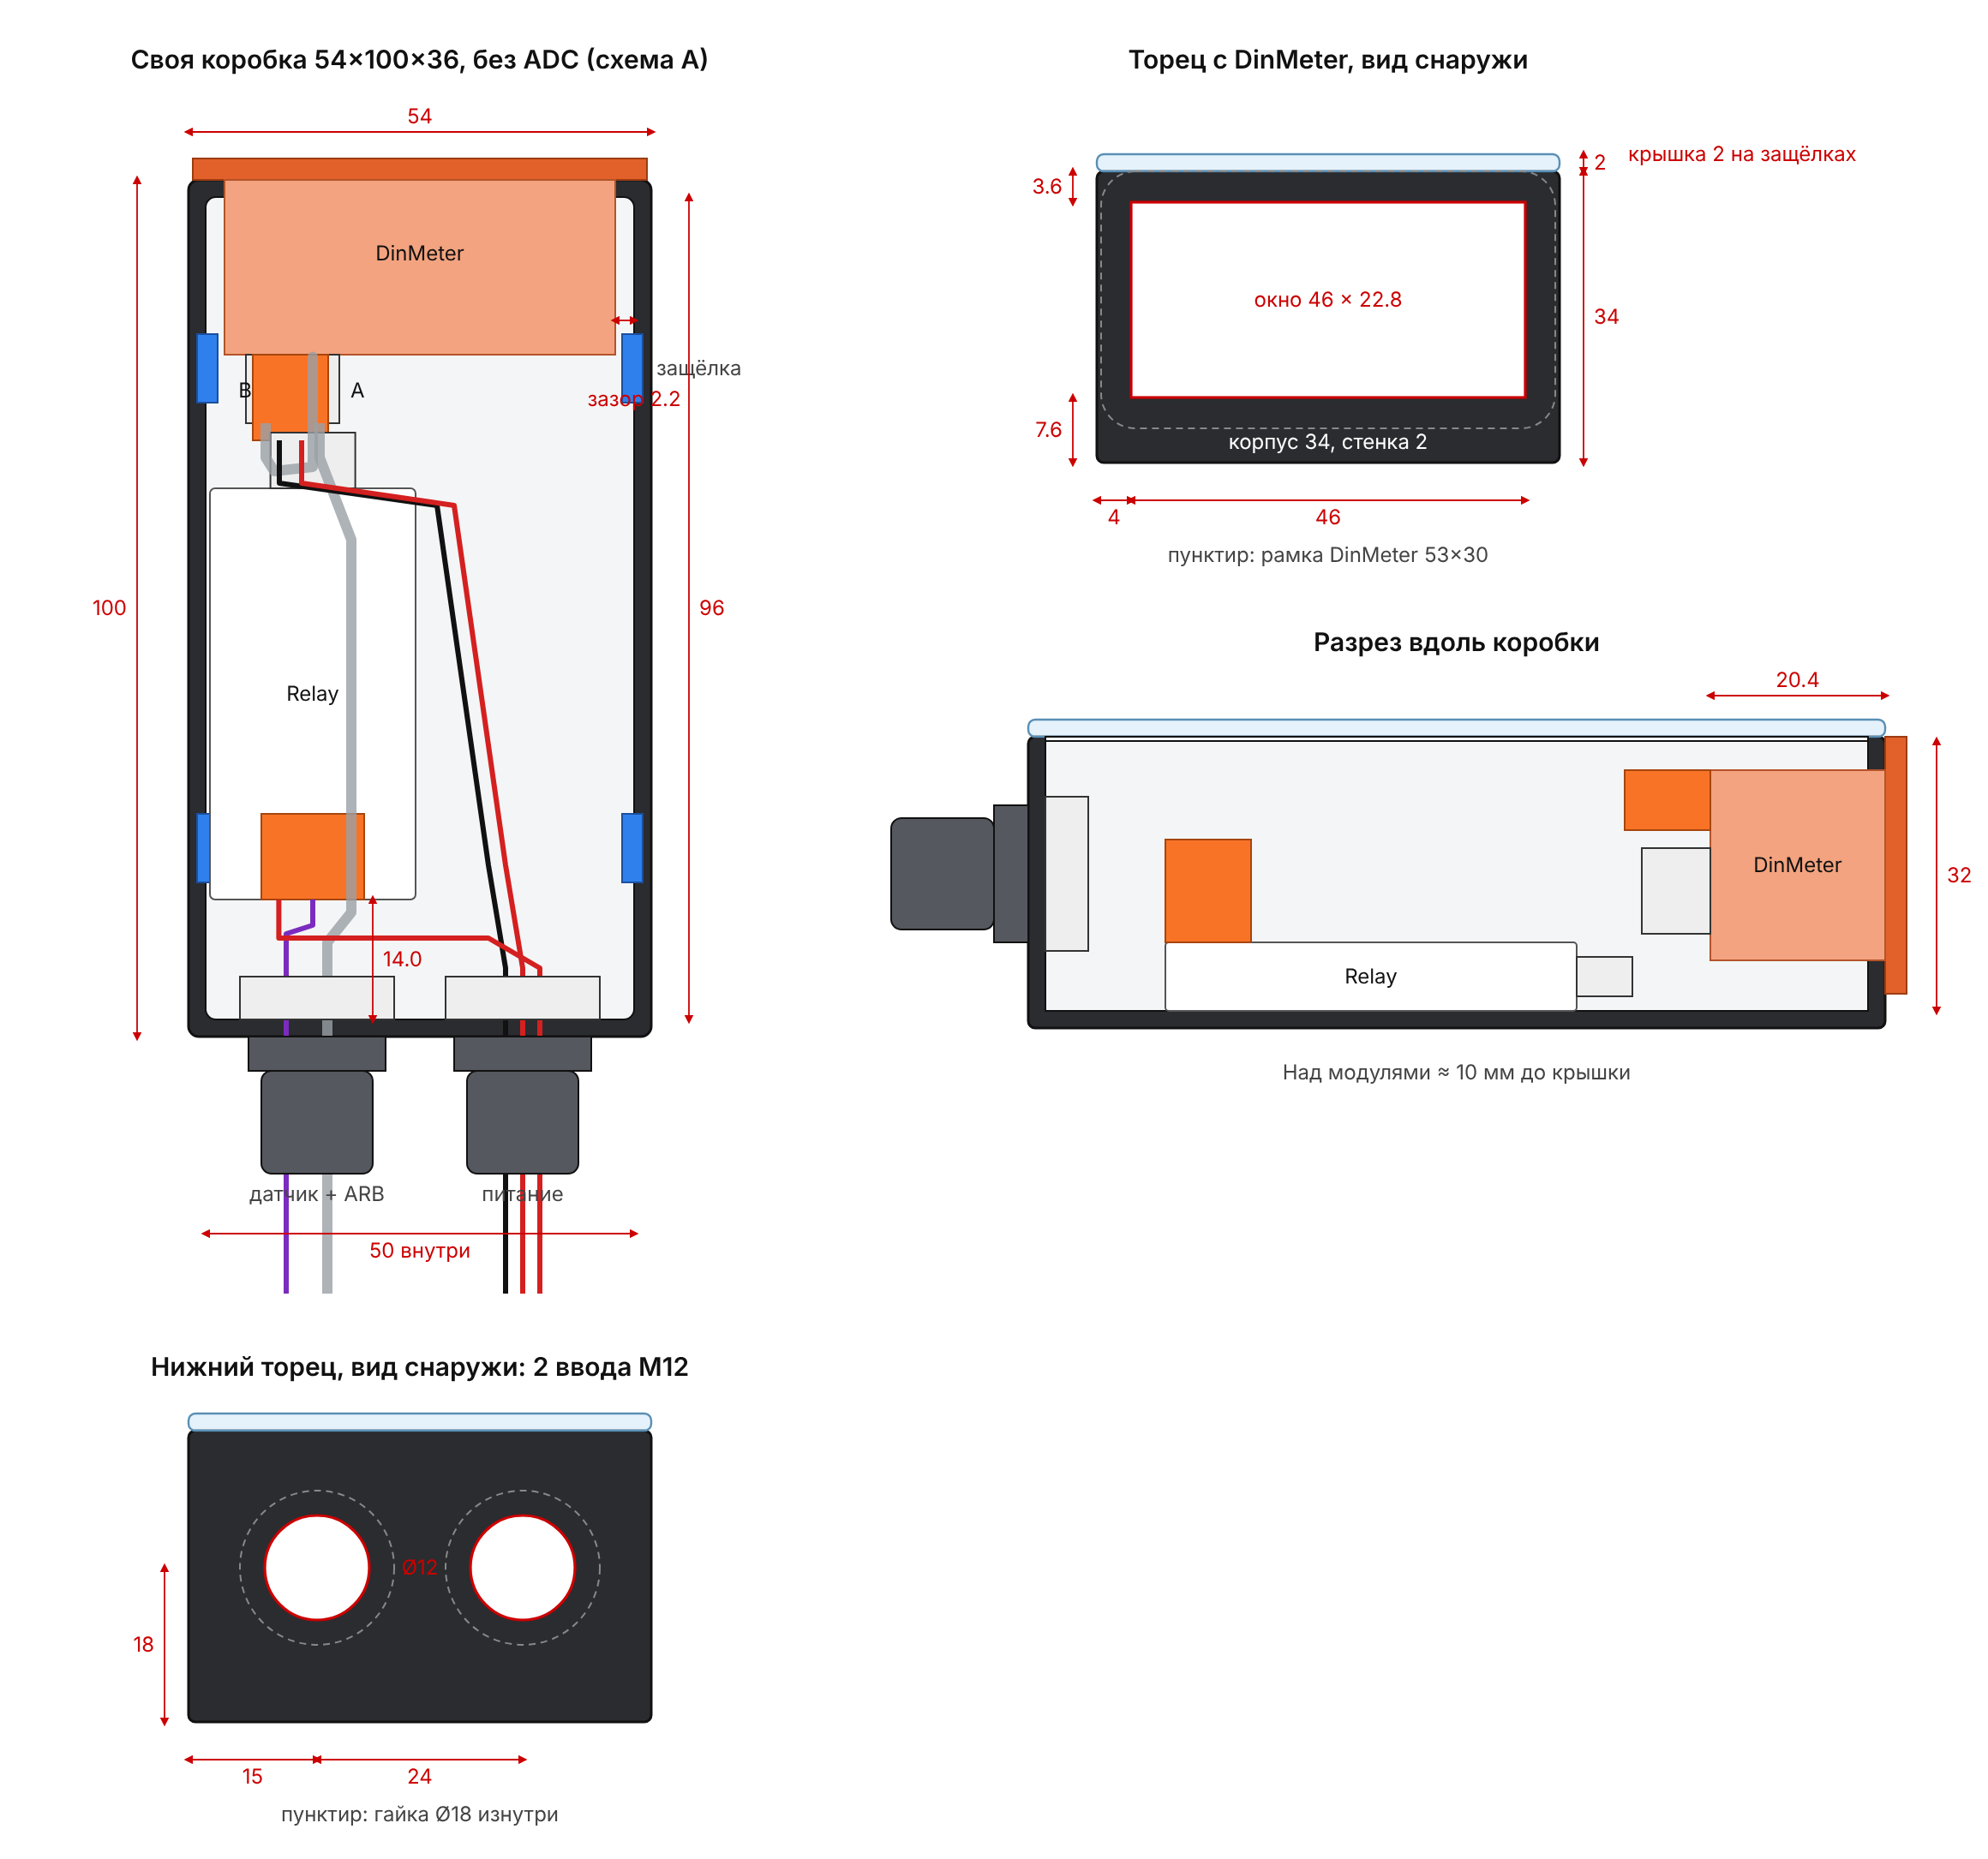 Своя коробка 54×100×36, без ADC (схема A)
54
DinMeter
B
A
защёлка
зазор 2.2
100
96
Relay
14.0
датчик + ARB
питание
50 внутри
Торец с DinMeter, вид снаружи
3.6
2
крышка 2 на защёлках
окно 46 × 22.8
34
7.6
корпус 34, стенка 2
4
46
пунктир: рамка DinMeter 53×30
Разрез вдоль коробки
20.4
DinMeter
32
Relay
Над модулями ≈ 10 мм до крышки
Нижний торец, вид снаружи: 2 ввода M12
Ø12
18
15
24
пунктир: гайка Ø18 изнутри